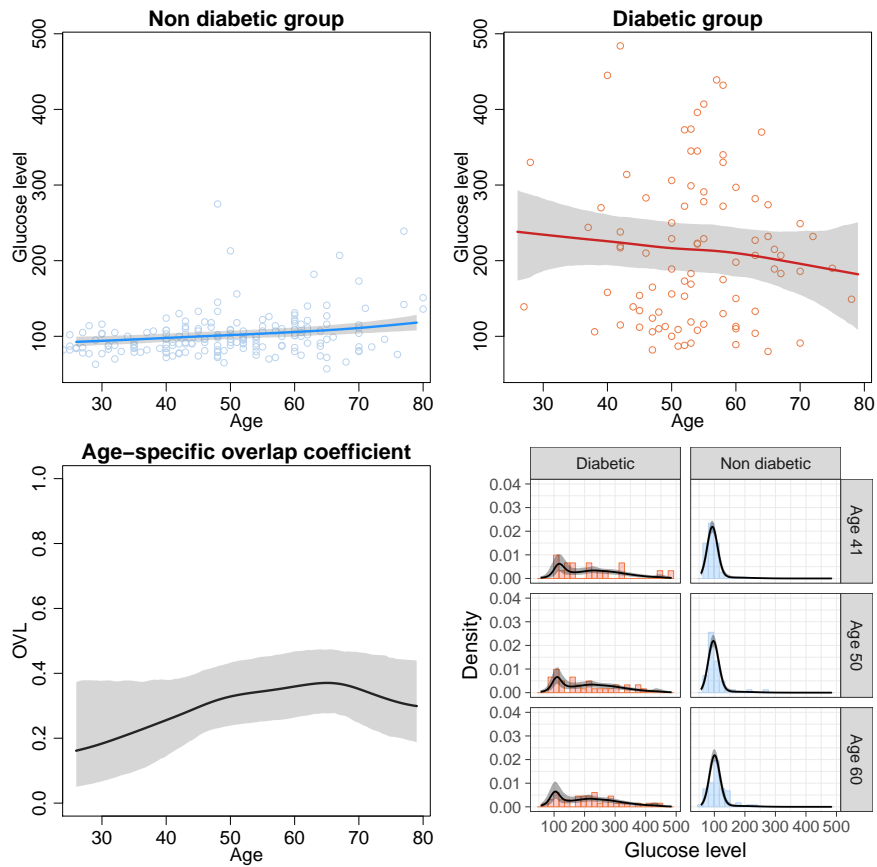 Non diabetic group
Diabetic group
500
400
300
200
100
Glucose level
30 40 50 60 70 80
Age
500
400
300
200
100
Glucose level
30 40 50 60 70 80
Age
Age−specific overlap coefficient
1.0
0.8
0.6
0.4
0.2
0.0
OVL
30 40 50 60 70 80
Age
Diabetic
Non diabetic
0.04
0.03
0.02
0.01
0.00
Age 41
0.04
0.03
0.02
0.01
0.00
Age 50
0.04
0.03
0.02
0.01
0.00
Age 60
Density
100 200 300 400 500
100 200 300 400 500
Glucose level